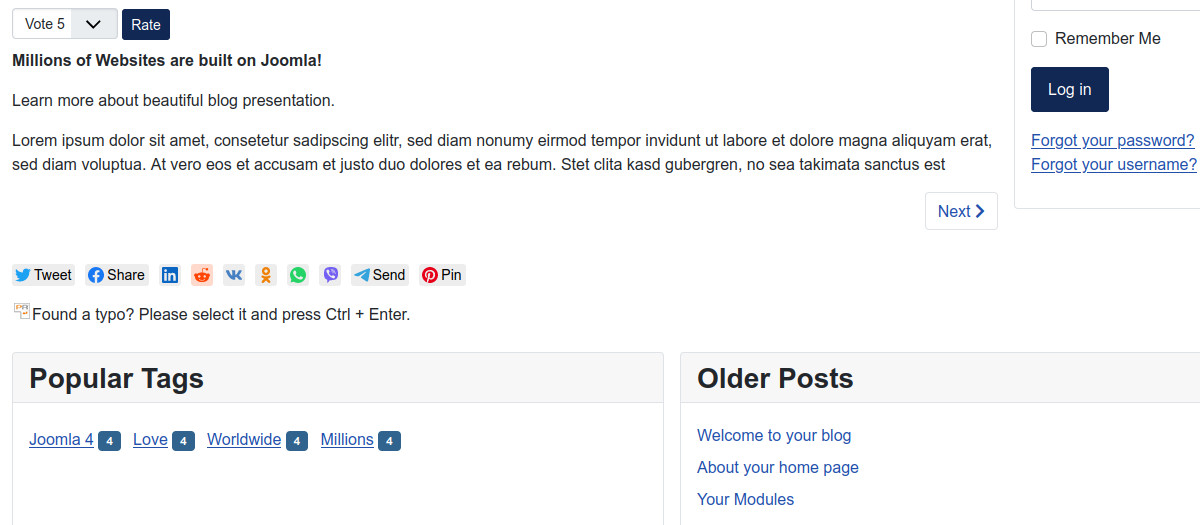 Vote 5
Rate
Millions of Websites are built on Joomla!
Learn more about beautiful blog presentation.
Lorem ipsum dolor sit amet, consetetur sadipscing elitr, sed diam nonumy eirmod tempor invidunt ut labore et dolore magna aliquyam erat,
sed diam voluptua. At vero eos et accusam et justo duo dolores et ea rebum. Stet clita kasd gubergren, no sea takimata sanctus est
Next
Remember Me
Log in
Forgot your password?
Forgot your username?
Tweet Share Send Pin
Found a typo? Please select it and press Ctrl + Enter.
Popular Tags
Joomla 4 4 Love 4 Worldwide 4 Millions 4
Older Posts
Welcome to your blog
About your home page
Your Modules